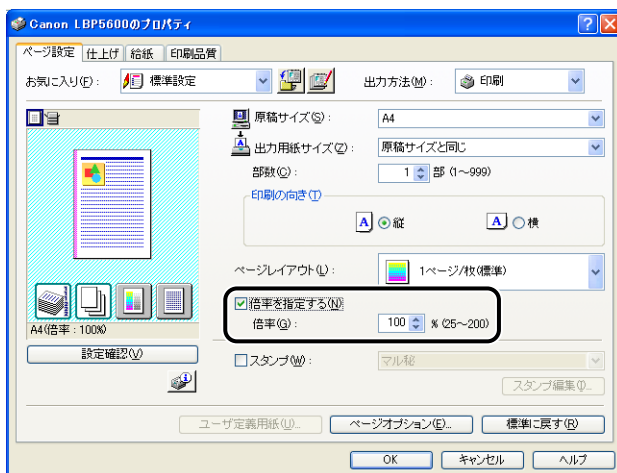 Canon LBP5600のプロパティ
ページ設定 仕上げ 給紙 印刷品質
お気に入り(F): 標準設定 出力方法(M): 印刷
原稿サイズ(S): A4
出力用紙サイズ(Z): 原稿サイズと同じ
部数(C): 1 部 (1～999)
印刷の向き(T)
A 縦 A 横
ページレイアウト(L): 1ページ/枚(標準)
倍率を指定する(N)
倍率(G): 100 % (25～200)
A4(倍率:100%)
設定確認(V)
スタンプ(W): マル秘
スタンプ編集(I)...
ユーザ定義用紙(U)... ページオプション(E)... 標準に戻す(R)
OK キャンセル ヘルプ